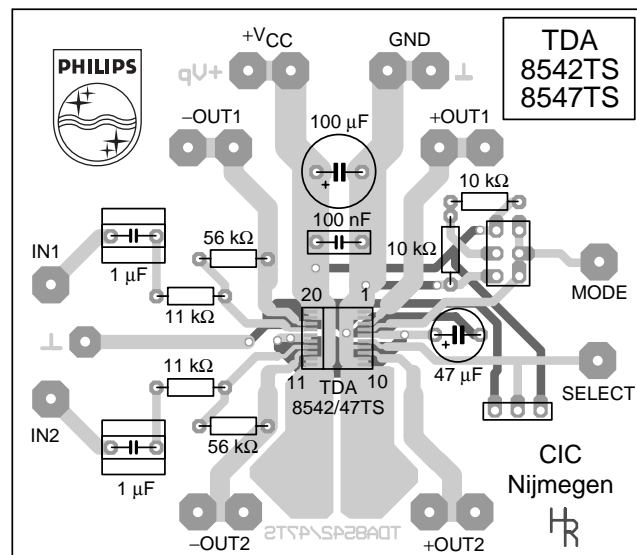 +VCC
GND
TDA
8542TS
8547TS
PHILIPS
+Vp
⊥
−OUT1
100 µF
+OUT1
+
10 kΩ
100 nF
10 kΩ
IN1
1 µF
56 kΩ
11 kΩ
20
1
MODE
⊥
11 kΩ
11
10
+
47 µF
TDA
8542/47TS
SELECT
IN2
56 kΩ
1 µF
CIC
Nijmegen
HR
TDA8542/47TS
−OUT2
+OUT2